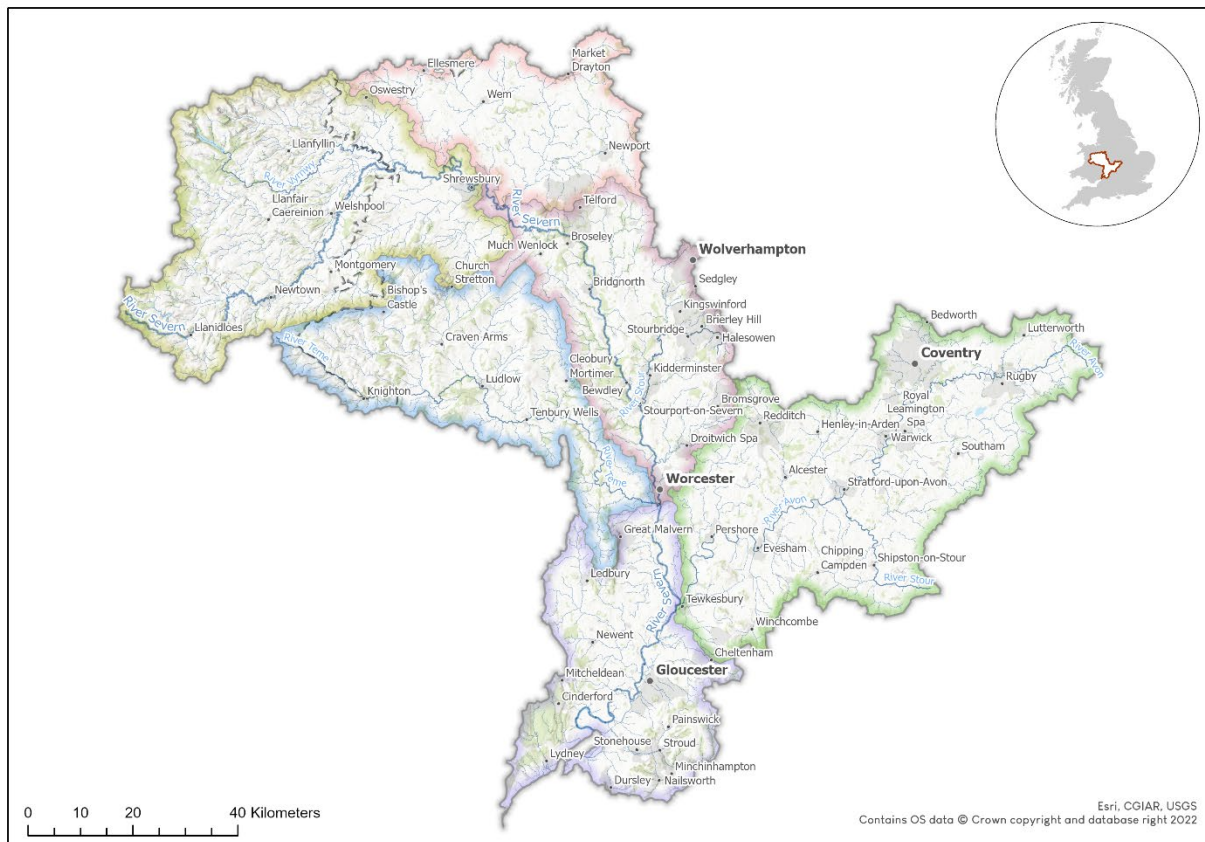 Market
Drayton
Ellesmere
Oswestry
Wem
Newport
Llanfyllin
River Vyrnwy
Shrewsbury
Llanfair
Caereinion
Welshpool
River Severn
Telford
Broseley
Much Wenlock
Wolverhampton
Montgomery
Church
Stretton
Sedgley
Newtown
Bishop's
Castle
Bridgnorth
Kingswinford
River Severn
Llanidloes
Brierley Hill
Stourbridge
Halesowen
River Teme
Craven Arms
Bedworth
Lutterworth
River Avon
Coventry
Cleobury
Mortimer
Kidderminster
Rugby
Knighton
Ludlow
Bewdley
River Stour
Royal
Leamington
Spa
Bromsgrove
Tenbury Wells
Stourport-on-Severn
Redditch
Henley-in-Arden
Warwick
Southam
Droitwich Spa
River Teme
Alcester
Worcester
Stratford-upon-Avon
River Avon
Great Malvern
Pershore
Evesham
Chipping
Campden
Shipston-on-Stour
River Stour
Ledbury
River Severn
Tewkesbury
Winchcombe
Newent
Cheltenham
Mitcheldean
Gloucester
Cinderford
Painswick
Stonehouse
Stroud
Lydney
Minchinhampton
Nailsworth
Dursley
0 10 20 40 Kilometers
Esri, CGIAR, USGS
Contains OS data © Crown copyright and database right 2022